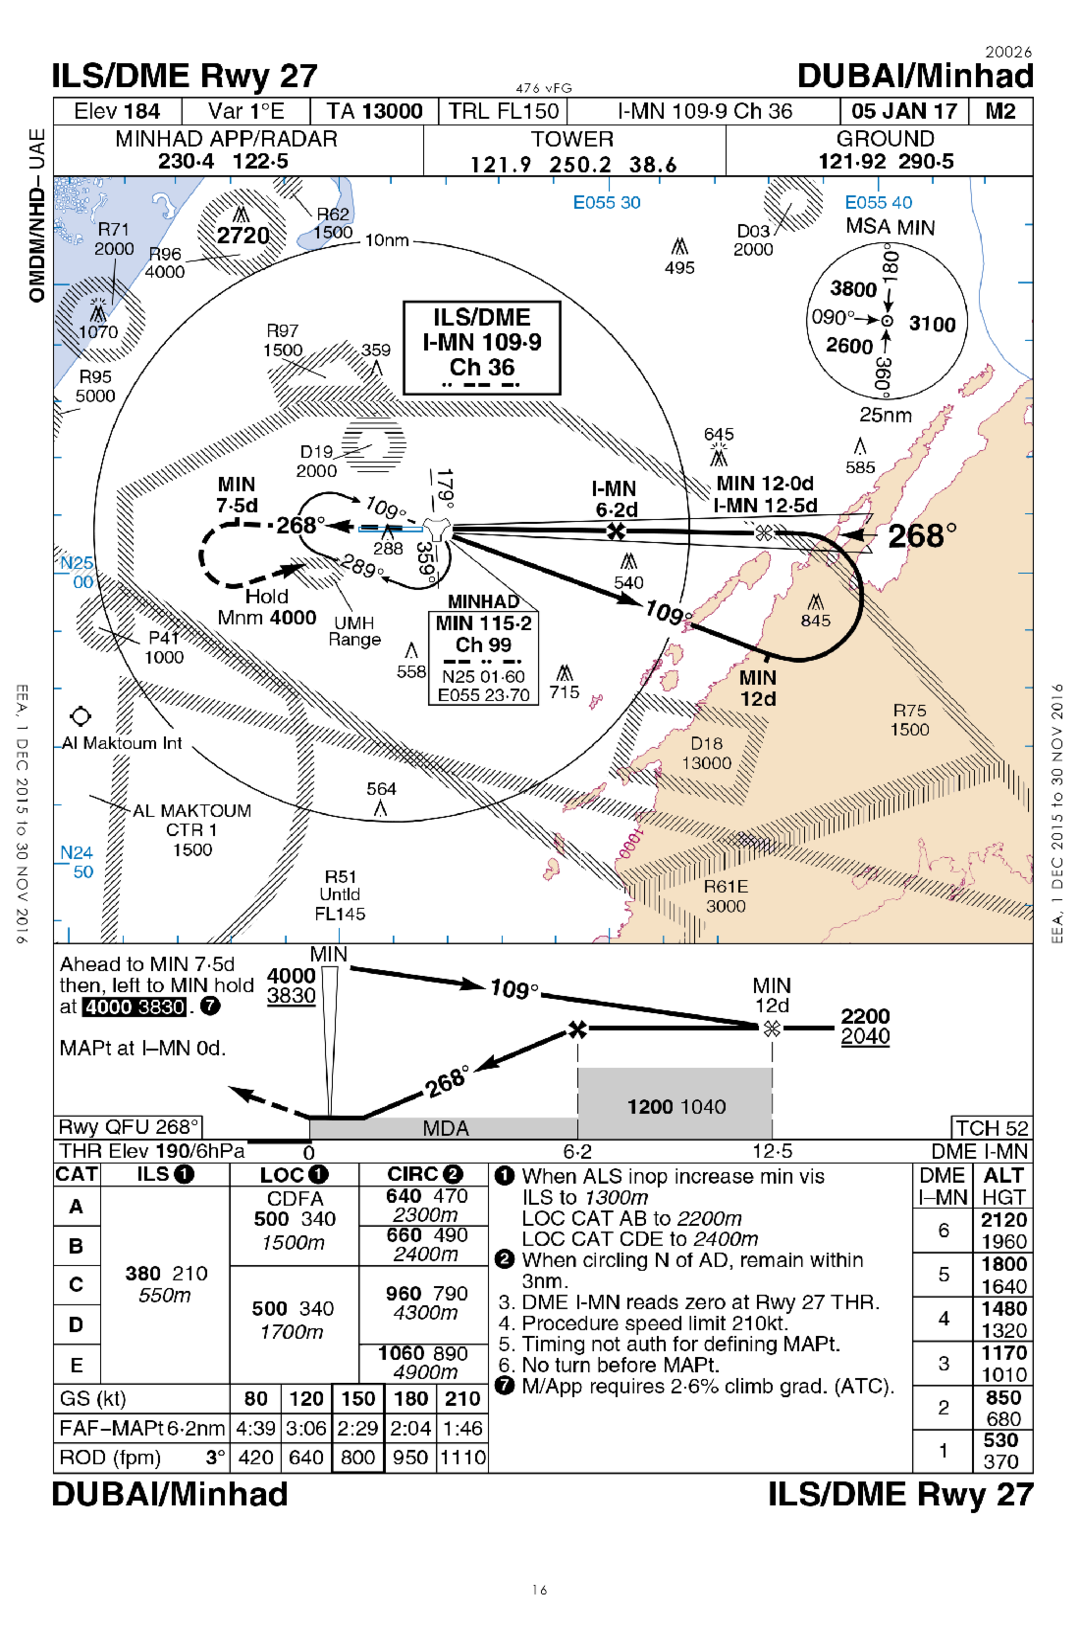 20026
ILS/DME Rwy 27
476 vFG
DUBAI/Minhad
Elev 184
Var 1°E
TA 13000
TRL FL150
I-MN 109·9 Ch 36
05 JAN 17
M2
MINHAD APP/RADAR
230·4 122·5
TOWER
121.9 250.2 38.6
GROUND
121·92 290·5
OMDM/NHD– UAE
E055 30
E055 40
R71
2000
R96
4000
2720
R62
1500
10nm
495
D03
2000
MSA MIN
180°
3800
090°
3100
2600
360°
25nm
1070
R95
5000
R97
1500
359
ILS/DME
I-MN 109·9
Ch 36
D19
2000
645
585
MIN
7·5d
179°
I-MN
6·2d
MIN 12·0d
I-MN 12·5d
109°
268°
268°
288
289°
359°
N25
00
540
Hold
Mnm 4000
UMH
Range
MINHAD
MIN 115·2
Ch 99
N25 01·60
E055 23·70
109°
845
P41
1000
558
715
MIN
12d
R75
1500
Al Maktoum Int
D18
13000
564
AL MAKTOUM
CTR 1
1500
N24
50
1000
R51
Untld
FL145
R61E
3000
EEA, 1 DEC 2015 to 30 NOV 2016
EEA, 1 DEC 2015 to 30 NOV 2016
Ahead to MIN 7·5d
then, left to MIN hold
at 4000 3830 . 7
MAPt at I–MN 0d.
MIN
4000
3830
109°
MIN
12d
2200
2040
268°
1200 1040
MDA
Rwy QFU 268°
TCH 52
THR Elev 190/6hPa
0
6·2
12·5
DME I-MN
CAT
ILS 1
LOC 1
CIRC 2
A
B
C
D
E
380 210
550m
CDFA
500 340
1500m
500 340
1700m
640 470
2300m
660 490
2400m
960 790
4300m
1060 890
4900m
1 When ALS inop increase min vis
ILS to 1300m
LOC CAT AB to 2200m
LOC CAT CDE to 2400m
2 When circling N of AD, remain within
3nm.
3. DME I-MN reads zero at Rwy 27 THR.
4. Procedure speed limit 210kt.
5. Timing not auth for defining MAPt.
6. No turn before MAPt.
7 M/App requires 2·6% climb grad. (ATC).
DME ALT
I–MN HGT
6 2120
1960
5 1800
1640
4 1480
1320
3 1170
1010
2 850
680
1 530
370
GS (kt) 80 120 150 180 210
FAF–MAPt 6·2nm 4:39 3:06 2:29 2:04 1:46
ROD (fpm) 3° 420 640 800 950 1110
DUBAI/Minhad
ILS/DME Rwy 27
16